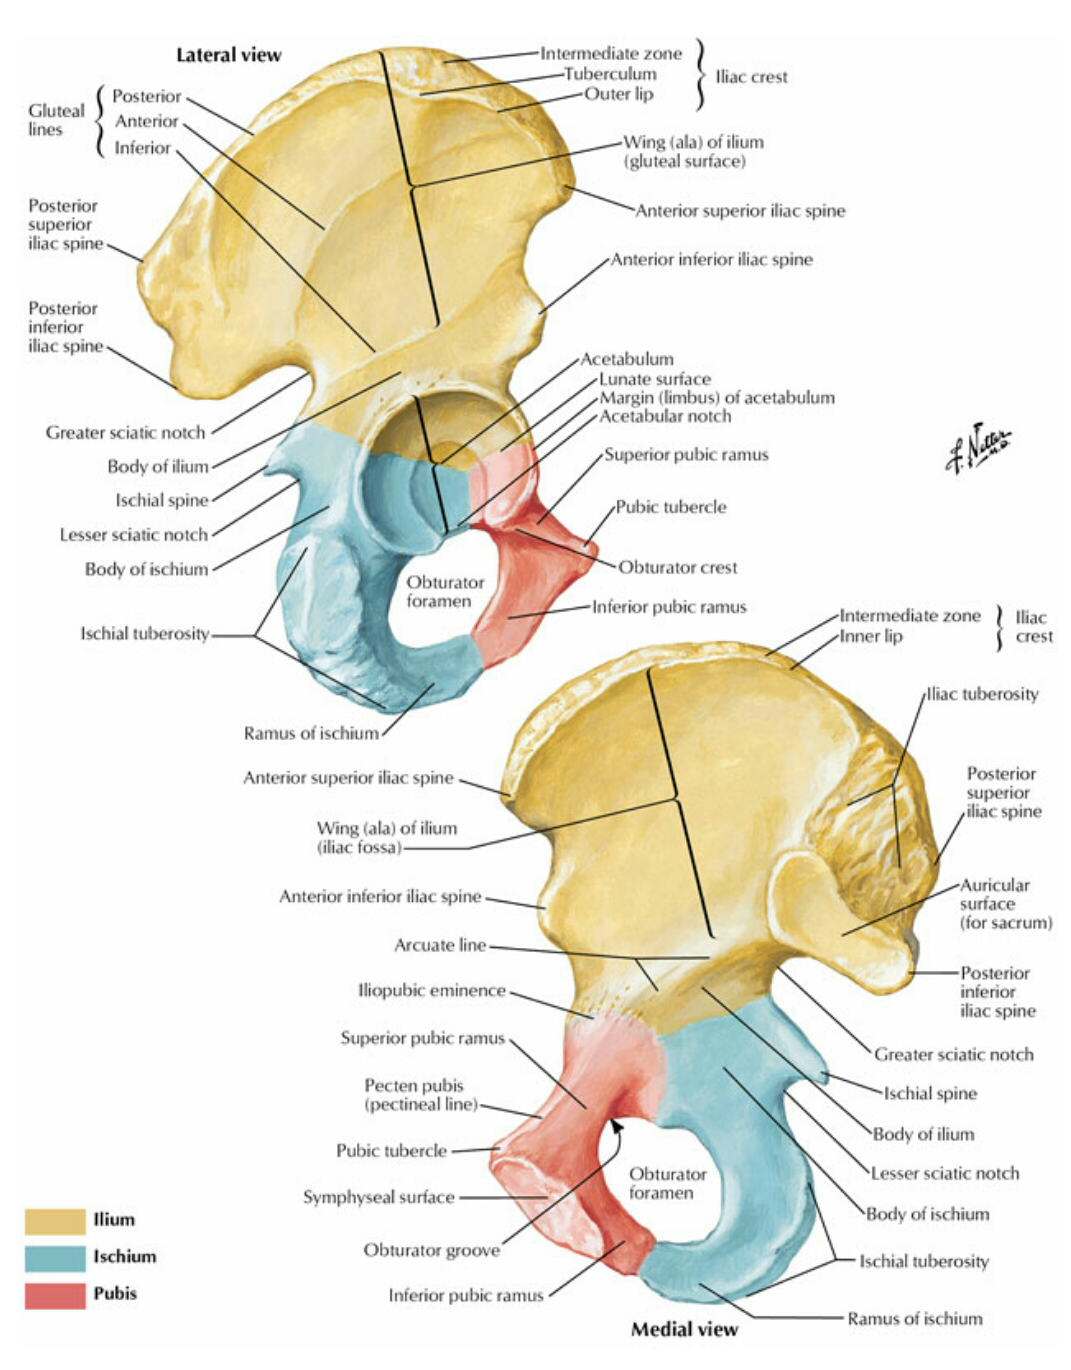 Lateral view
Intermediate zone
Tuberculum
Outer lip
Iliac crest
Gluteal
lines
Posterior
Anterior
Inferior
Wing (ala) of ilium
(gluteal surface)
Posterior
superior
iliac spine
Anterior superior iliac spine
Anterior inferior iliac spine
Posterior
inferior
iliac spine
Acetabulum
Lunate surface
Margin (limbus) of acetabulum
Acetabular notch
Greater sciatic notch
Body of ilium
Ischial spine
Lesser sciatic notch
Body of ischium
Superior pubic ramus
Pubic tubercle
Obturator crest
Obturator
foramen
Inferior pubic ramus
Ischial tuberosity
Ramus of ischium
F. Netter
M.D.
Intermediate zone
Inner lip
Iliac
crest
Iliac tuberosity
Anterior superior iliac spine
Posterior
superior
iliac spine
Wing (ala) of ilium
(iliac fossa)
Anterior inferior iliac spine
Auricular
surface
(for sacrum)
Arcuate line
Posterior
inferior
iliac spine
Iliopubic eminence
Superior pubic ramus
Greater sciatic notch
Pecten pubis
(pectineal line)
Ischial spine
Body of ilium
Pubic tubercle
Lesser sciatic notch
Obturator
foramen
Symphyseal surface
Body of ischium
Obturator groove
Ischial tuberosity
Inferior pubic ramus
Ramus of ischium
Ilium
Ischium
Pubis
Medial view